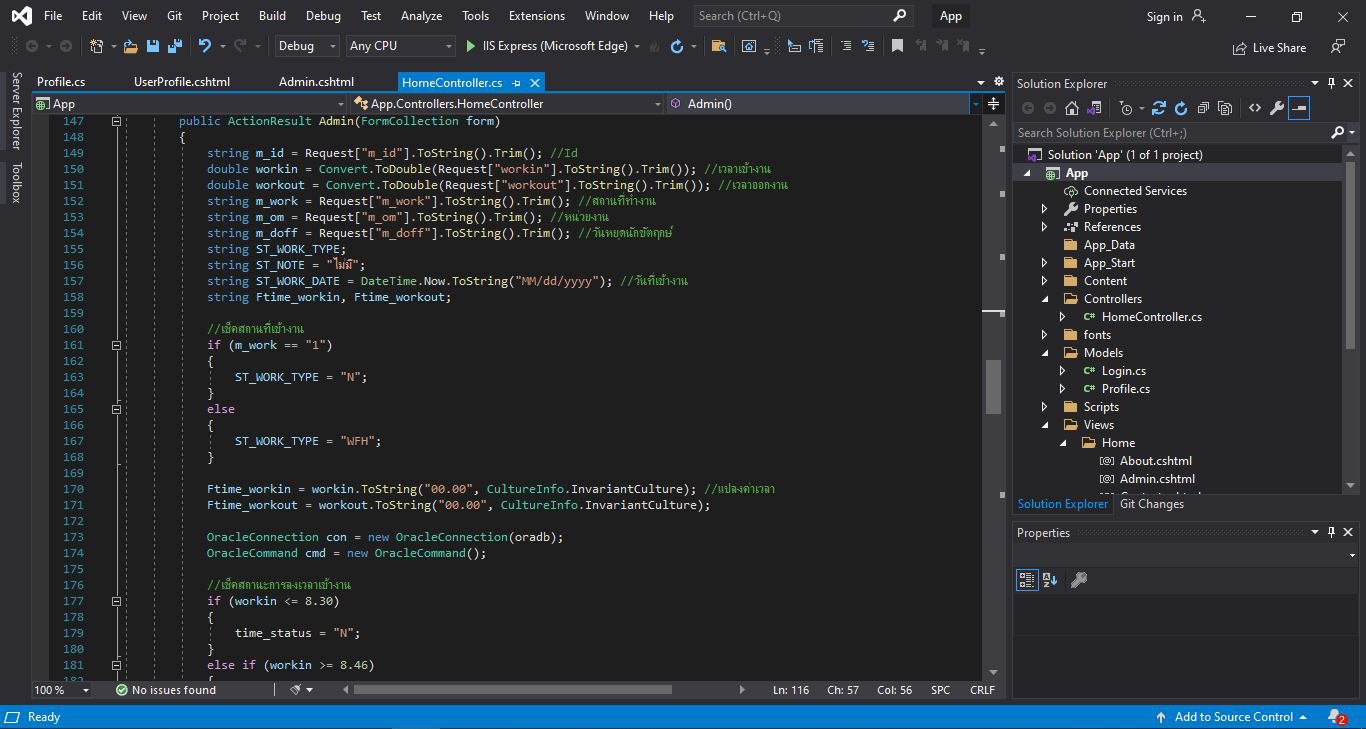 File Edit View Git Project Build Debug Test Analyze Tools Extensions Window Help Search (Ctrl+Q) App Sign in
Debug Any CPU IIS Express (Microsoft Edge) Live Share
Server Explorer
Toolbox
Profile.cs UserProfile.cshtml Admin.cshtml HomeController.cs
App App.Controllers.HomeController Admin()
147 public ActionResult Admin(FormCollection form)
148 {
149 string m_id = Request["m_id"].ToString().Trim(); //Id
150 double workin = Convert.ToDouble(Request["workin"].ToString().Trim()); //เวลาเข้างาน
151 double workout = Convert.ToDouble(Request["workout"].ToString().Trim()); //เวลาออกงาน
152 string m_work = Request["m_work"].ToString().Trim(); //สถานที่ทำงาน
153 string m_om = Request["m_om"].ToString().Trim(); //หน่วยงาน
154 string m_doff = Request["m_doff"].ToString().Trim(); //วันหยุดนักขัตฤกษ์
155 string ST_WORK_TYPE;
156 string ST_NOTE = "ไม่มี";
157 string ST_WORK_DATE = DateTime.Now.ToString("MM/dd/yyyy"); //วันที่เข้างาน
158 string Ftime_workin, Ftime_workout;
159
160 //เช็คสถานที่เข้างาน
161 if (m_work == "1")
162 {
163 ST_WORK_TYPE = "N";
164 }
165 else
166 {
167 ST_WORK_TYPE = "WFH";
168 }
169
170 Ftime_workin = workin.ToString("00.00", CultureInfo.InvariantCulture); //แปลงค่าเวลา
171 Ftime_workout = workout.ToString("00.00", CultureInfo.InvariantCulture);
172
173 OracleConnection con = new OracleConnection(oradb);
174 OracleCommand cmd = new OracleCommand();
175
176 //เช็คสถานะการลงเวลาเข้างาน
177 if (workin <= 8.30)
178 {
179 time_status = "N";
180 }
181 else if (workin >= 8.46)
182 {
100 % No issues found Ln: 116 Ch: 57 Col: 56 SPC CRLF
Solution Explorer
Search Solution Explorer (Ctrl+;)
Solution 'App' (1 of 1 project)
App
Connected Services
Properties
References
App_Data
App_Start
Content
Controllers
C# HomeController.cs
fonts
Models
C# Login.cs
C# Profile.cs
Scripts
Views
Home
[@] About.cshtml
[@] Admin.cshtml
Solution Explorer Git Changes
Properties
Ready Add to Source Control 2